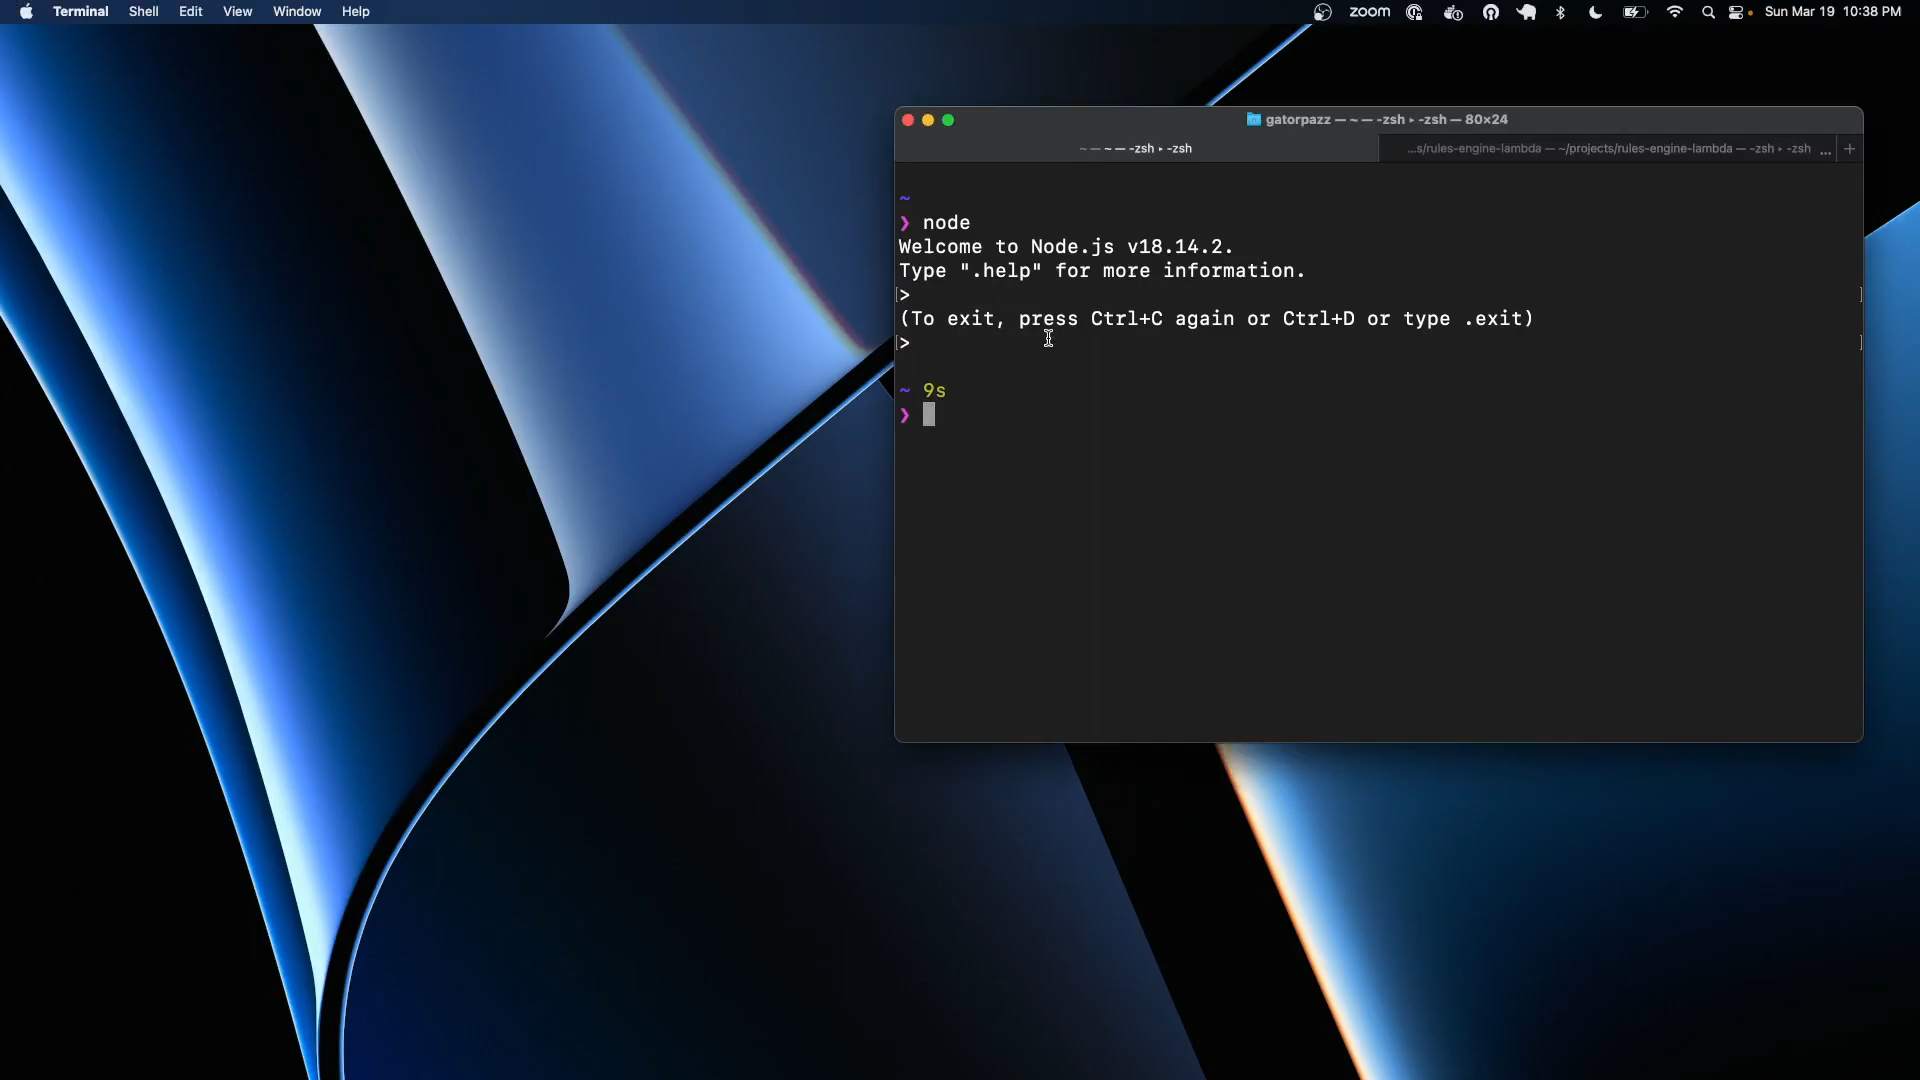 Terminal Shell Edit View Window Help zoom Sun Mar 19 10:38 PM
gatorpazz — ~ — -zsh ▸ -zsh — 80×24
~ — ~ — -zsh ▸ -zsh ...s/rules-engine-lambda — ~/projects/rules-engine-lambda — -zsh ▸ -zsh ... +
~
❯ node
Welcome to Node.js v18.14.2.
Type ".help" for more information.
>
(To exit, press Ctrl+C again or Ctrl+D or type .exit)
>
~ 9s
❯